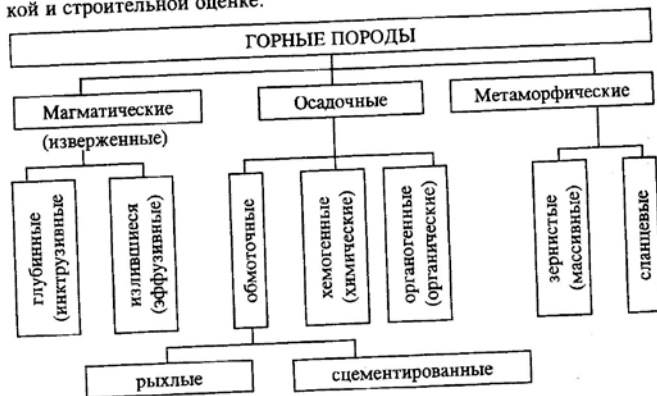 кой и строительной оценке.
ГОРНЫЕ ПОРОДЫ
Магматические
(изверженные)
Осадочные
Метаморфические
глубинные
(инктрузивные)
излившиеся
(эффузивные)
обмоточные
хемогенные
(химические)
органогенные
(органические)
зернистые
(массивные)
сланцевые
рыхлые
сцементированные